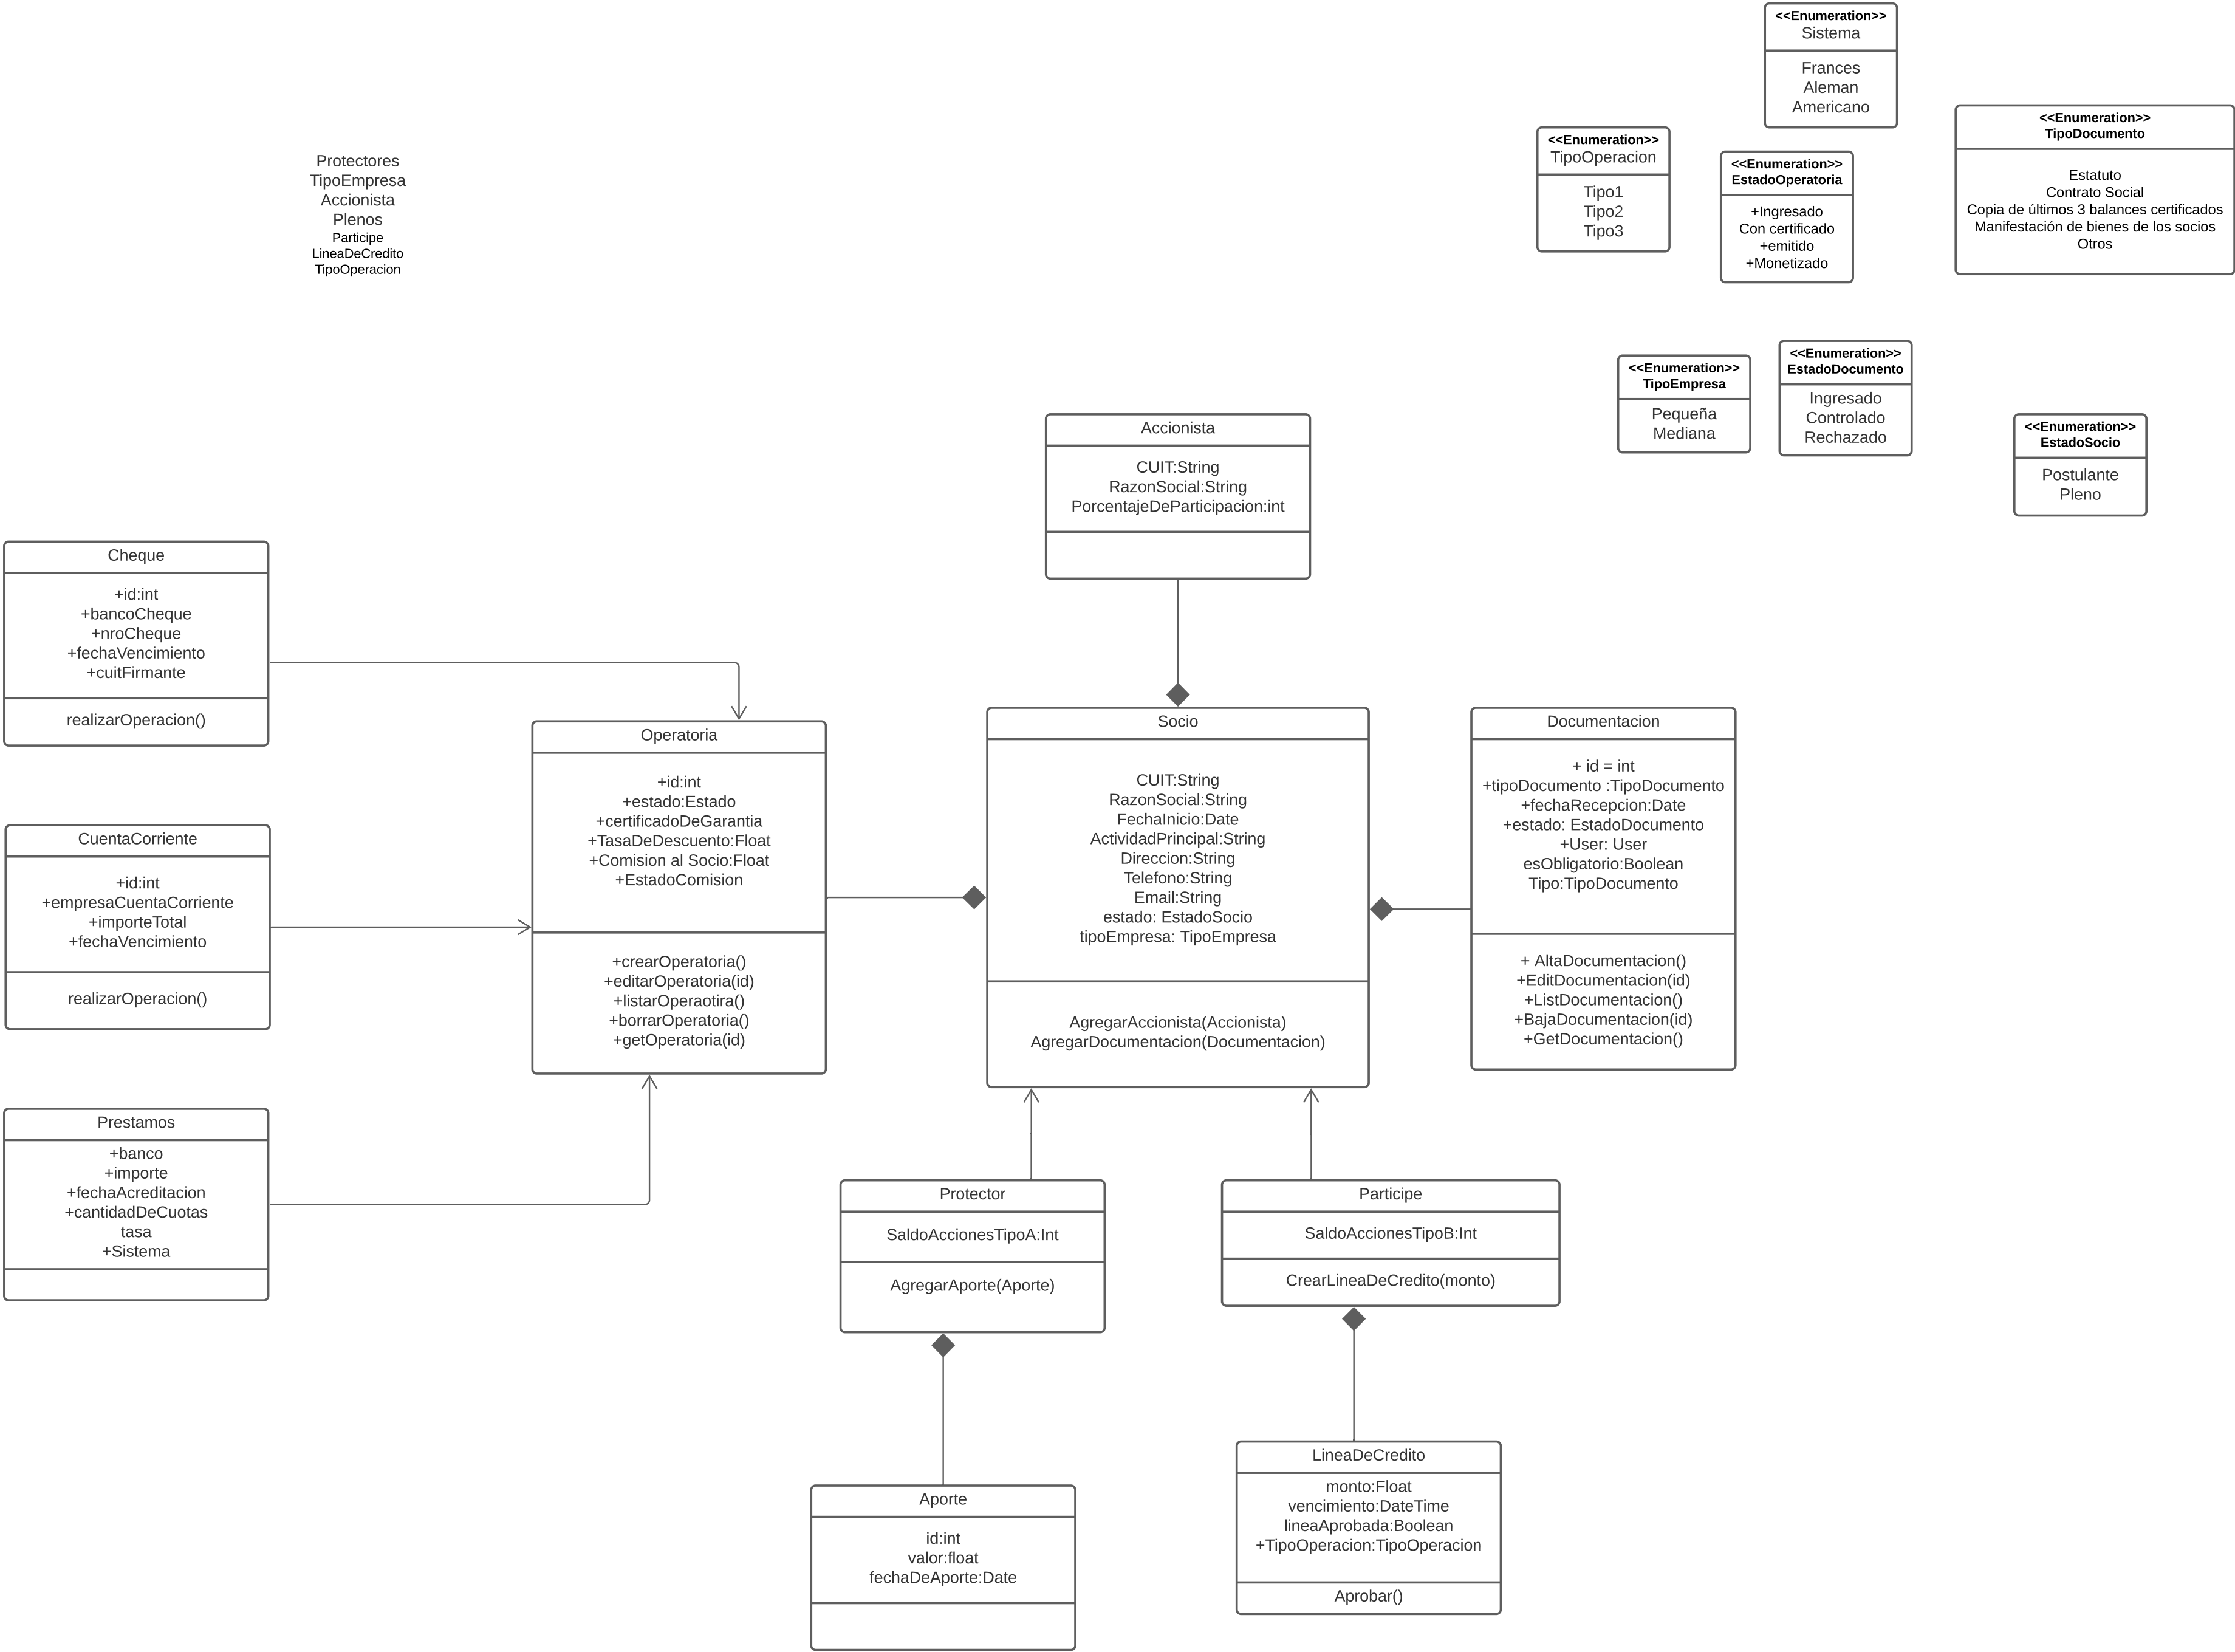 <<Enumeration>>
Sistema
Frances
Aleman
Americano
<<Enumeration>>
TipoDocumento
Estatuto
Contrato Social
Copia de últimos 3 balances certificados
Manifestación de bienes de los socios
Otros
<<Enumeration>>
TipoOperacion
Tipo1
Tipo2
Tipo3
<<Enumeration>>
EstadoOperatoria
+Ingresado
Con certificado
+emitido
+Monetizado
Protectores
TipoEmpresa
Accionista
Plenos
Participe
LineaDeCredito
TipoOperacion
<<Enumeration>>
TipoEmpresa
Pequeña
Mediana
<<Enumeration>>
EstadoDocumento
Ingresado
Controlado
Rechazado
<<Enumeration>>
EstadoSocio
Postulante
Pleno
Accionista
CUIT:String
RazonSocial:String
PorcentajeDeParticipacion:int
Cheque
+id:int
+bancoCheque
+nroCheque
+fechaVencimiento
+cuitFirmante
realizarOperacion()
Operatoria
+id:int
+estado:Estado
+certificadoDeGarantia
+TasaDeDescuento:Float
+Comision al Socio:Float
+EstadoComision
+crearOperatoria()
+editarOperatoria(id)
+listarOperaotira()
+borrarOperatoria()
+getOperatoria(id)
Socio
CUIT:String
RazonSocial:String
FechaInicio:Date
ActividadPrincipal:String
Direccion:String
Telefono:String
Email:String
estado: EstadoSocio
tipoEmpresa: TipoEmpresa
AgregarAccionista(Accionista)
AgregarDocumentacion(Documentacion)
Documentacion
+ id = int
+tipoDocumento :TipoDocumento
+fechaRecepcion:Date
+estado: EstadoDocumento
+User: User
esObligatorio:Boolean
Tipo:TipoDocumento
+ AltaDocumentacion()
+EditDocumentacion(id)
+ListDocumentacion()
+BajaDocumentacion(id)
+GetDocumentacion()
CuentaCorriente
+id:int
+empresaCuentaCorriente
+importeTotal
+fechaVencimiento
realizarOperacion()
Prestamos
+banco
+importe
+fechaAcreditacion
+cantidadDeCuotas
tasa
+Sistema
Protector
SaldoAccionesTipoA:Int
AgregarAporte(Aporte)
Participe
SaldoAccionesTipoB:Int
CrearLineaDeCredito(monto)
Aporte
id:int
valor:float
fechaDeAporte:Date
LineaDeCredito
monto:Float
vencimiento:DateTime
lineaAprobada:Boolean
+TipoOperacion:TipoOperacion
Aprobar()